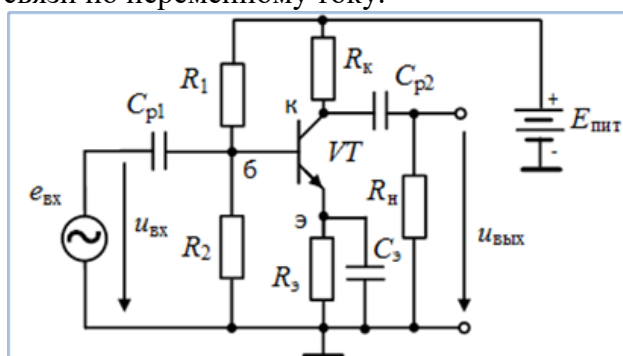 связи по переменному току.
R1
Rк
Cр1
к
Cр2
+
Eпит
-
б
VT
eвх
uвх
R2
э
Rэ
Cэ
Rн
uвых